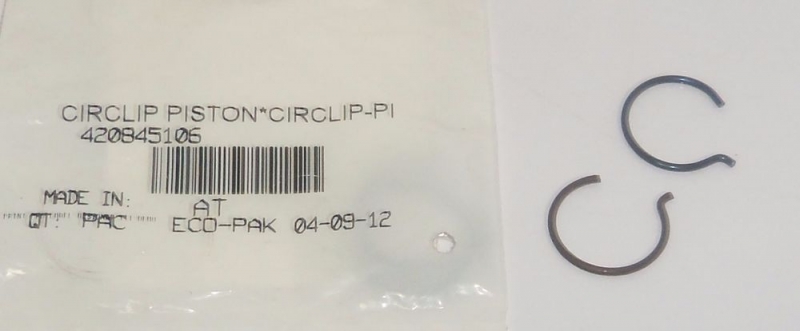 CIRCLIP PISTON*CIRCLIP-PI
420845106
MADE IN: AT
QT: PAC ECO-PAK 04-09-12